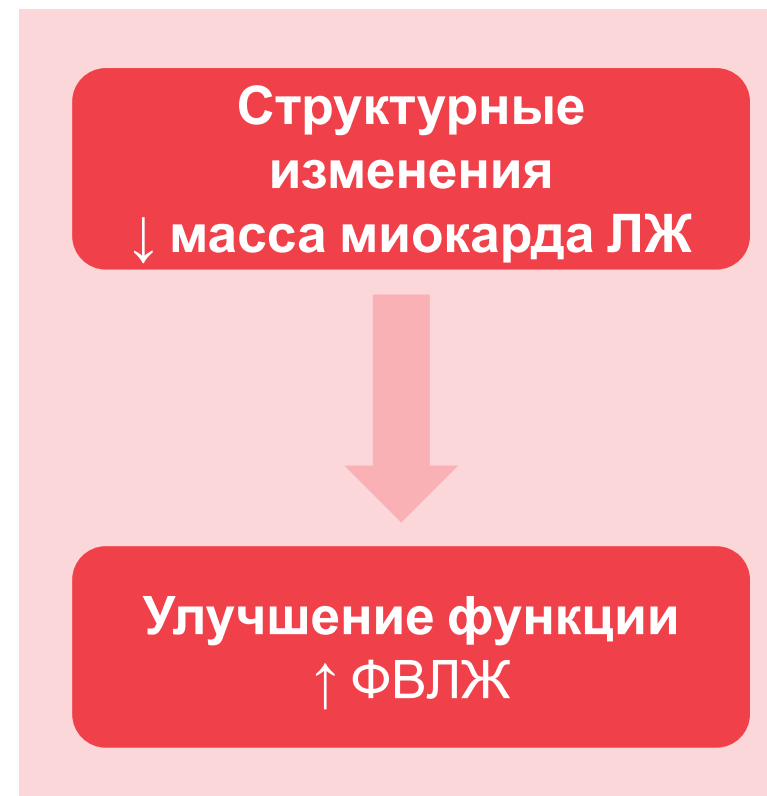 Структурные
изменения
↓ масса миокарда ЛЖ
Улучшение функции
↑ ФВЛЖ